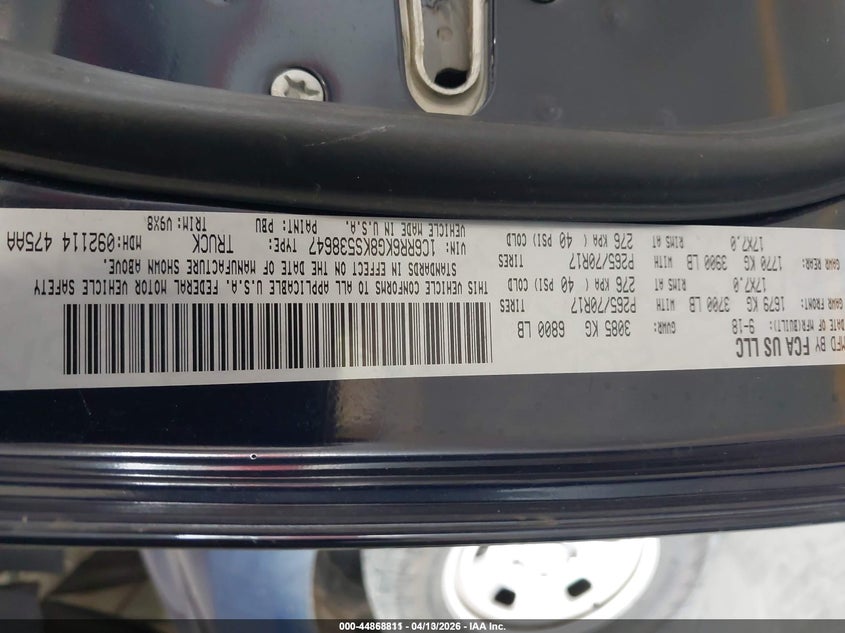 MFD BY FCA US LLC
DATE OF MFR(BUILT): 9-18 GVWR: 3085 KG 6800 LB
GAWR FRONT: 1679 KG 3700 LB WITH P265/70R17 TIRES
17X7.0 RIMS AT 276 KPA ( 40 PSI COLD
GAWR REAR: 1770 KG 3900 LB WITH P265/70R17 TIRES
17X7.0 RIMS AT 276 KPA ( 40 PSI COLD
THIS VEHICLE CONFORMS TO ALL APPLICABLE U.S.A. FEDERAL MOTOR VEHICLE SAFETY
STANDARDS IN EFFECT ON THE DATE OF MANUFACTURE SHOWN ABOVE.
VIN: 1C6RR6KG8KS538647 TYPE: TRUCK MDH: 092114 475AA
VEHICLE MADE IN U.S.A. PAINT: PBU TRIM: V9X8
000-44868811 - 04/13/2026 - IAA Inc.